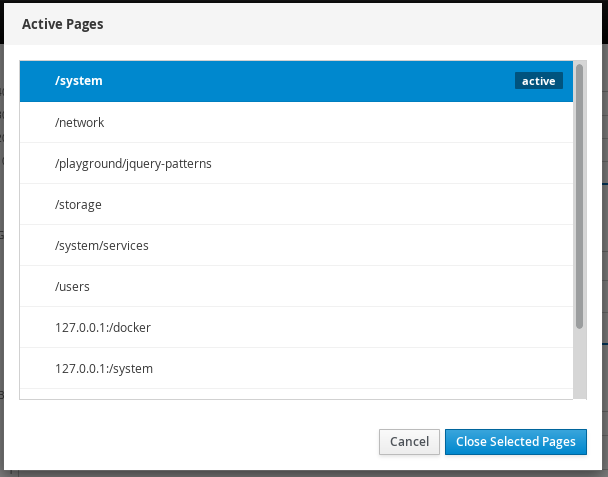 Active Pages
/system active
/network
/playground/jquery-patterns
/storage
/system/services
/users
127.0.0.1:/docker
127.0.0.1:/system
Cancel Close Selected Pages